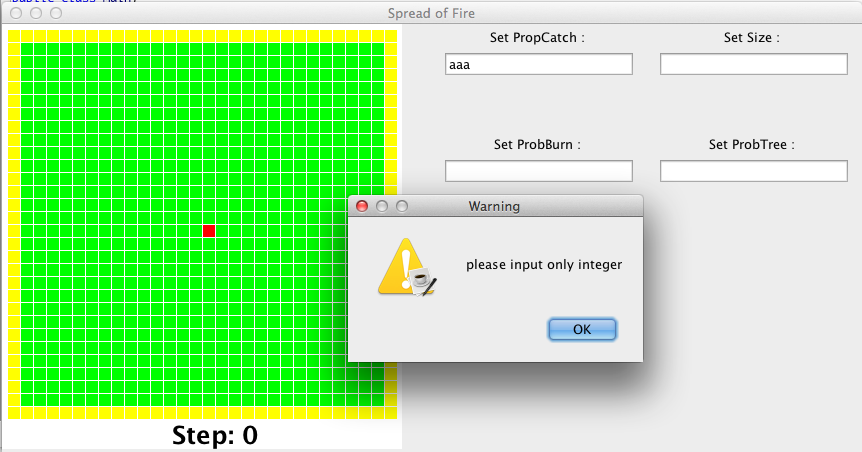 Spread of Fire
Set PropCatch :
Set Size :
aaa
Set ProbBurn :
Set ProbTree :
Warning
please input only integer
OK
Step: 0